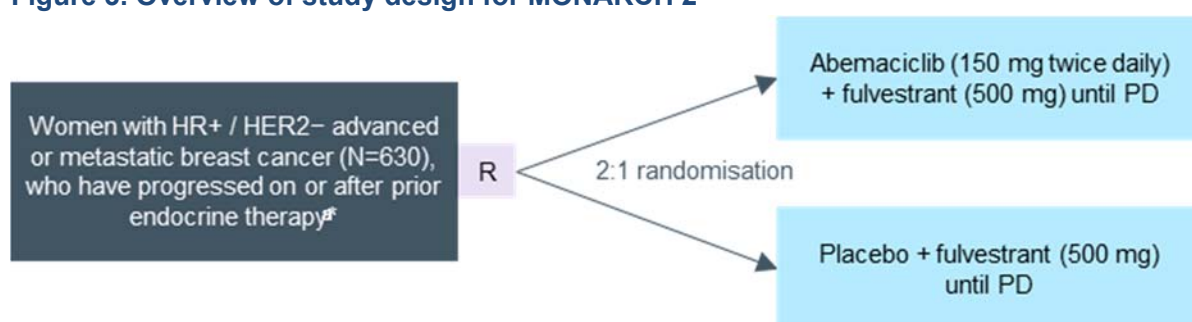 Figure Overview of study design for MONARCH 2
Women with HR+ / HER2− advanced
or metastatic breast cancer (N=630),
who have progressed on or after prior
endocrine therapy
R
2:1 randomisation
Abemaciclib (150 mg twice daily)
+ fulvestrant (500 mg) until PD
Placebo + fulvestrant (500 mg)
until PD